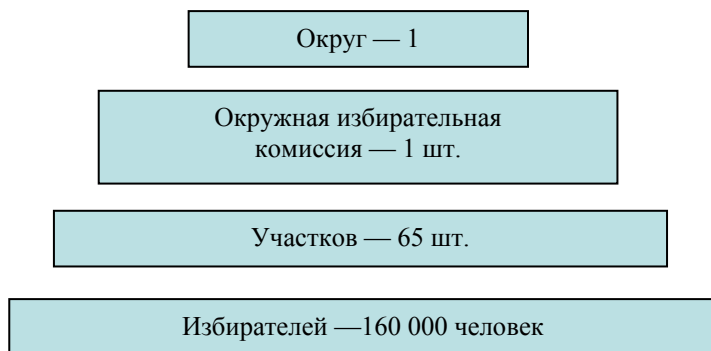 Округ — 1
Окружная избирательная
комиссия — 1 шт.
Участков — 65 шт.
Избирателей —160 000 человек